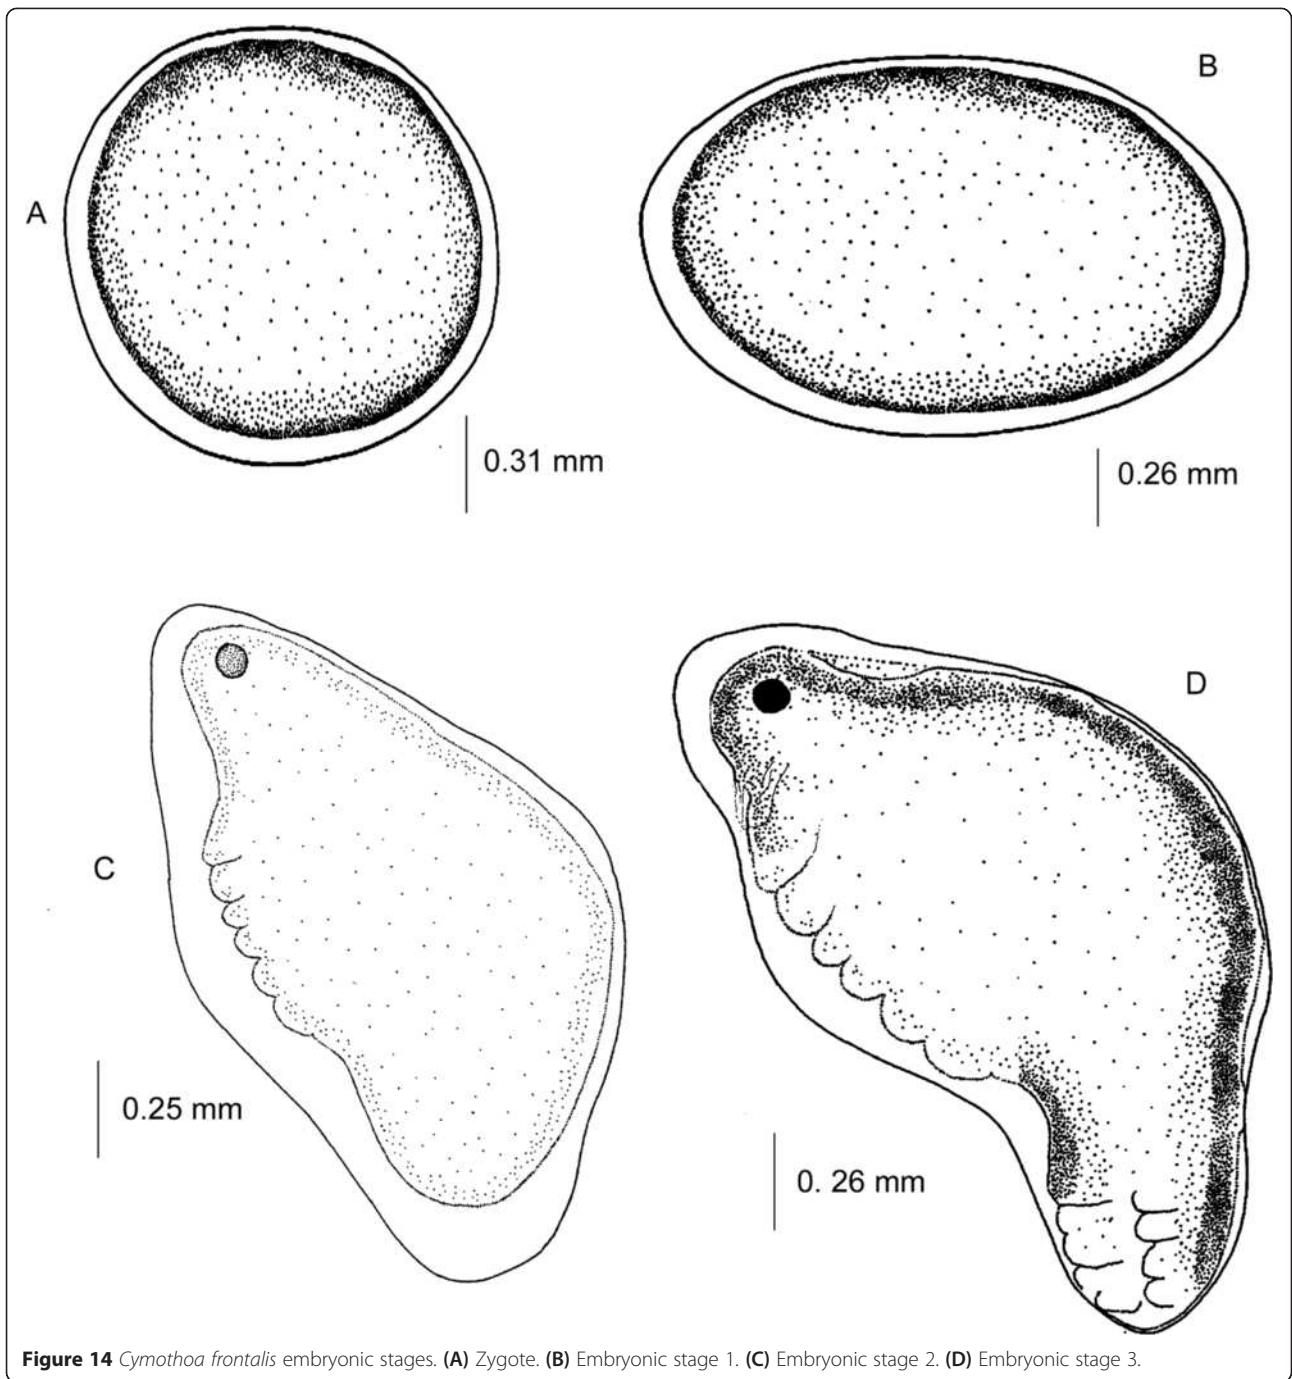 A
B
0.31 mm
0.26 mm
C
D
0.25 mm
0. 26 mm
Figure 14 Cymothoa frontalis embryonic stages. (A) Zygote. (B) Embryonic stage 1. (C) Embryonic stage 2. (D) Embryonic stage 3.